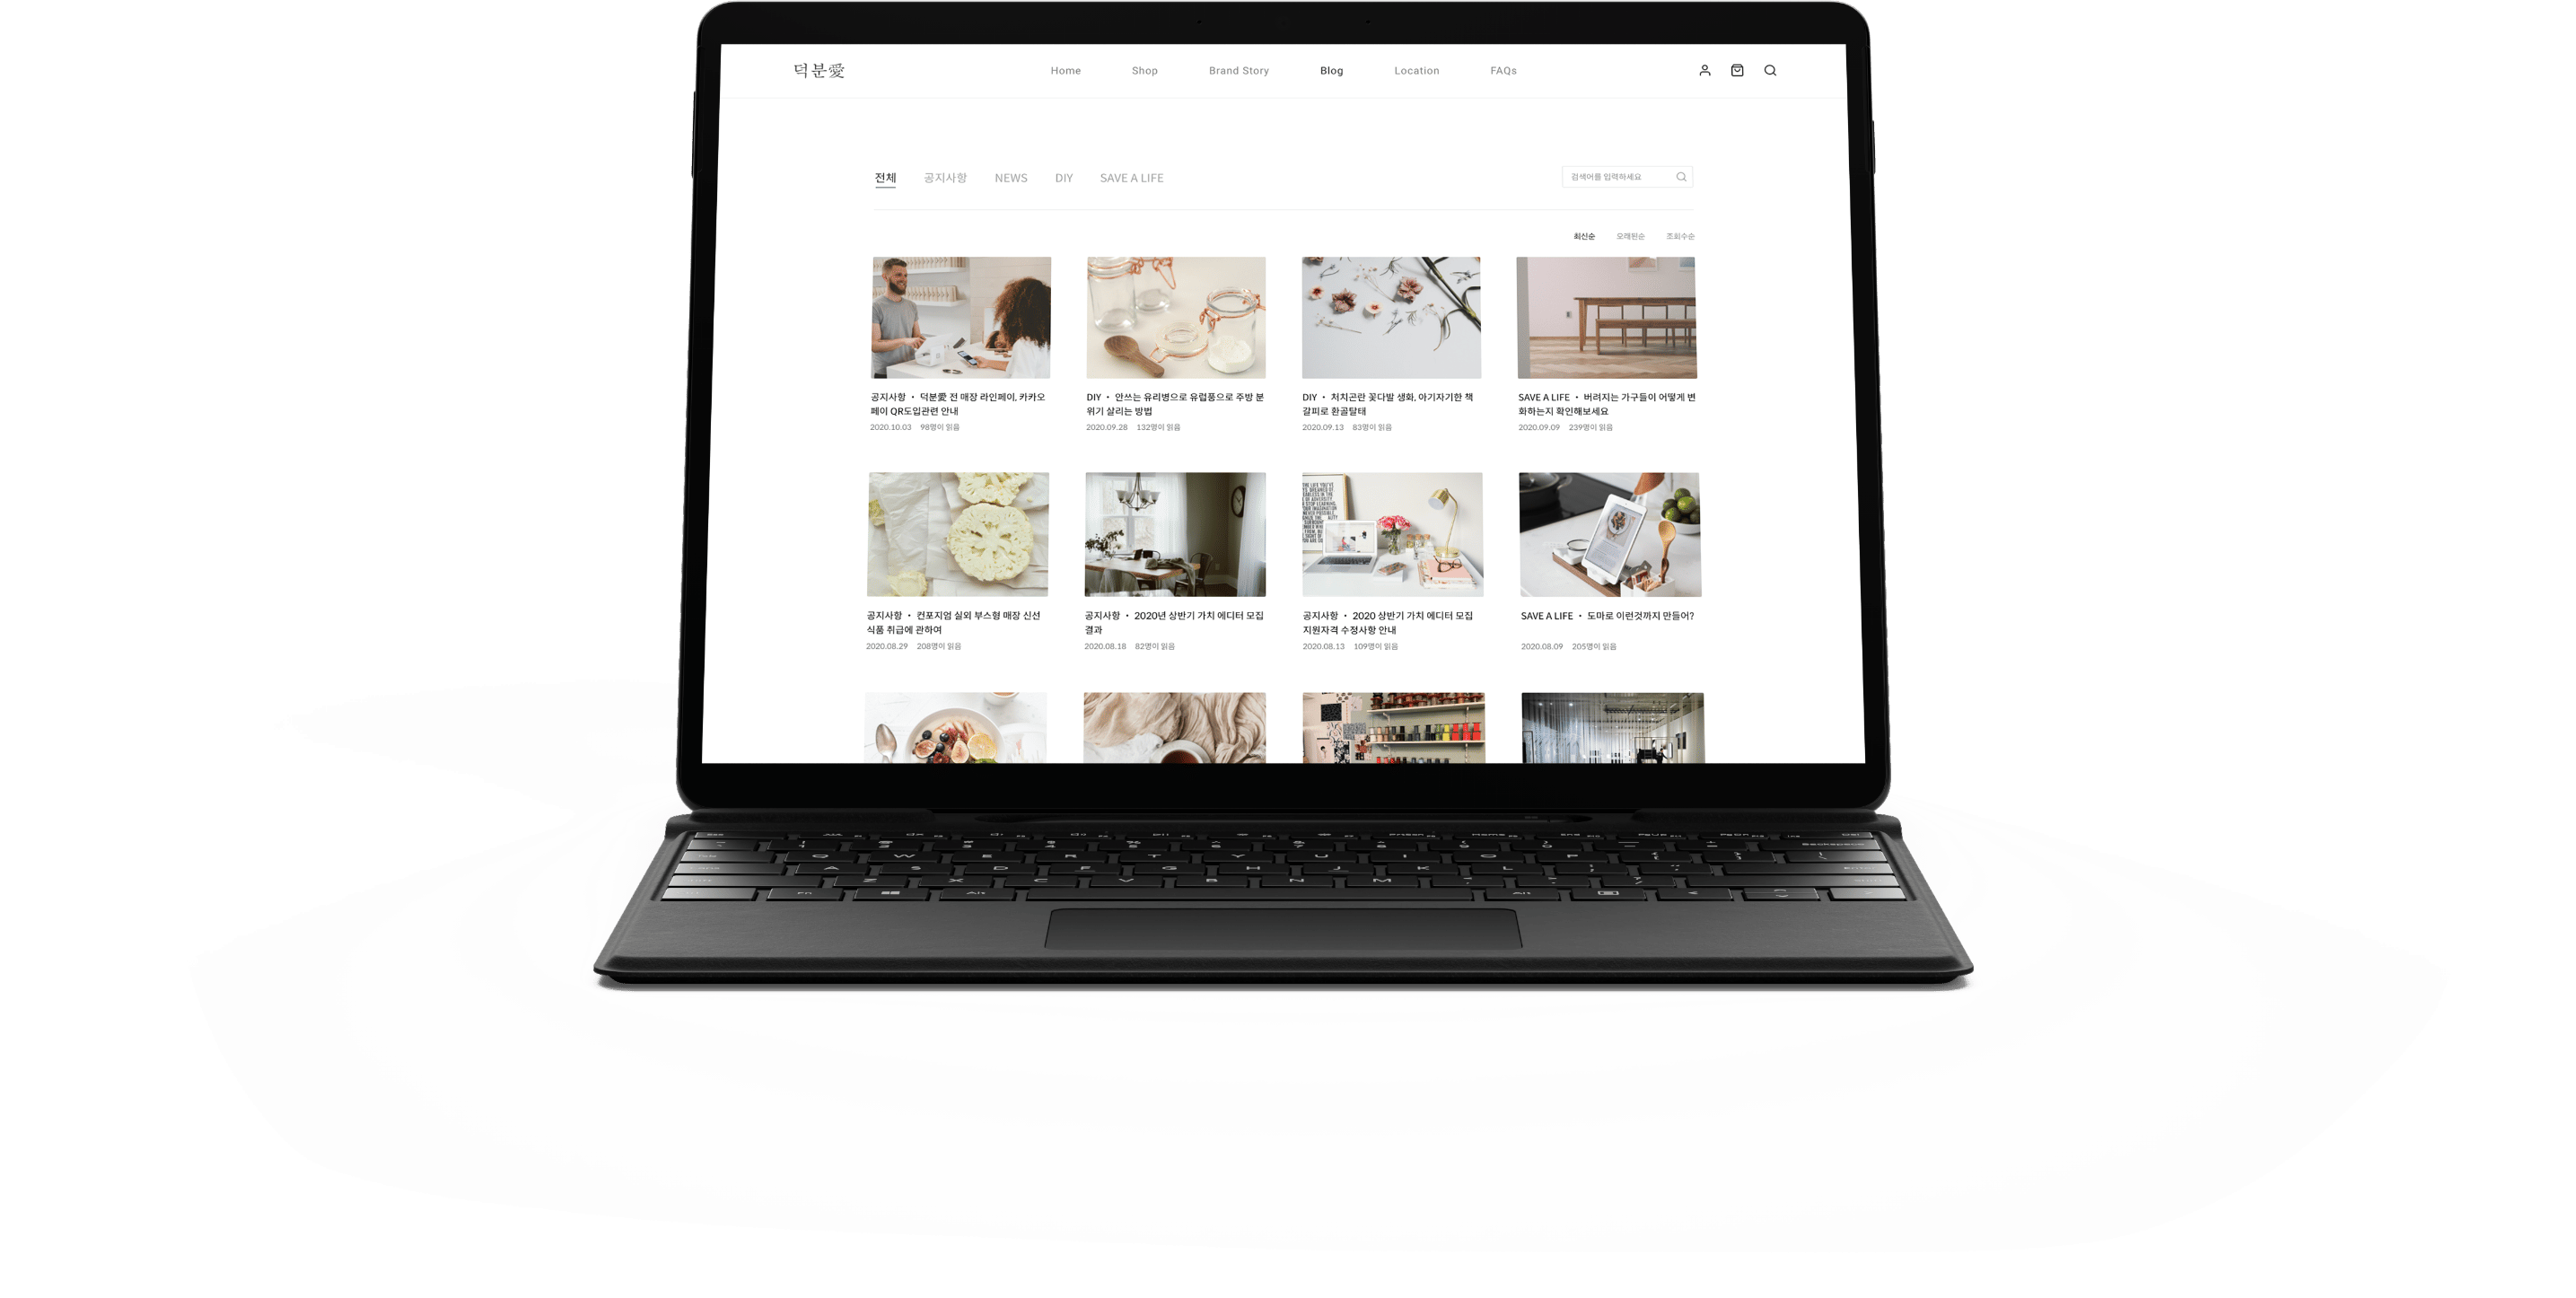 덕분愛
Home Shop Brand Story Blog Location FAQs
전체 공지사항 NEWS DIY SAVE A LIFE
검색어를 입력하세요
최신순 오래된순 조회수순
공지사항 • 덕분愛 전 매장 라인페이, 카카오
페이 QR도입관련 안내
2020.10.03 98명이 읽음
DIY • 안쓰는 유리병으로 유럽풍으로 주방 분
위기 살리는 방법
2020.09.28 132명이 읽음
DIY • 처치곤란 꽃다발 생화, 아기자기한 책
갈피로 환골탈태
2020.09.13 83명이 읽음
SAVE A LIFE • 버려지는 가구들이 어떻게 변
화하는지 확인해보세요
2020.09.09 239명이 읽음
공지사항 • 컨포지엄 실외 부스형 매장 신선
식품 취급에 관하여
2020.08.29 208명이 읽음
공지사항 • 2020년 상반기 가치 에디터 모집
결과
2020.08.18 82명이 읽음
공지사항 • 2020 상반기 가치 에디터 모집
지원자격 수정사항 안내
2020.08.13 109명이 읽음
SAVE A LIFE • 도마로 이런것까지 만들어?
2020.08.09 205명이 읽음
Q W E R T Y U I O P
A S D F G H J K L
Z X C V B N M
Fn Alt Alt